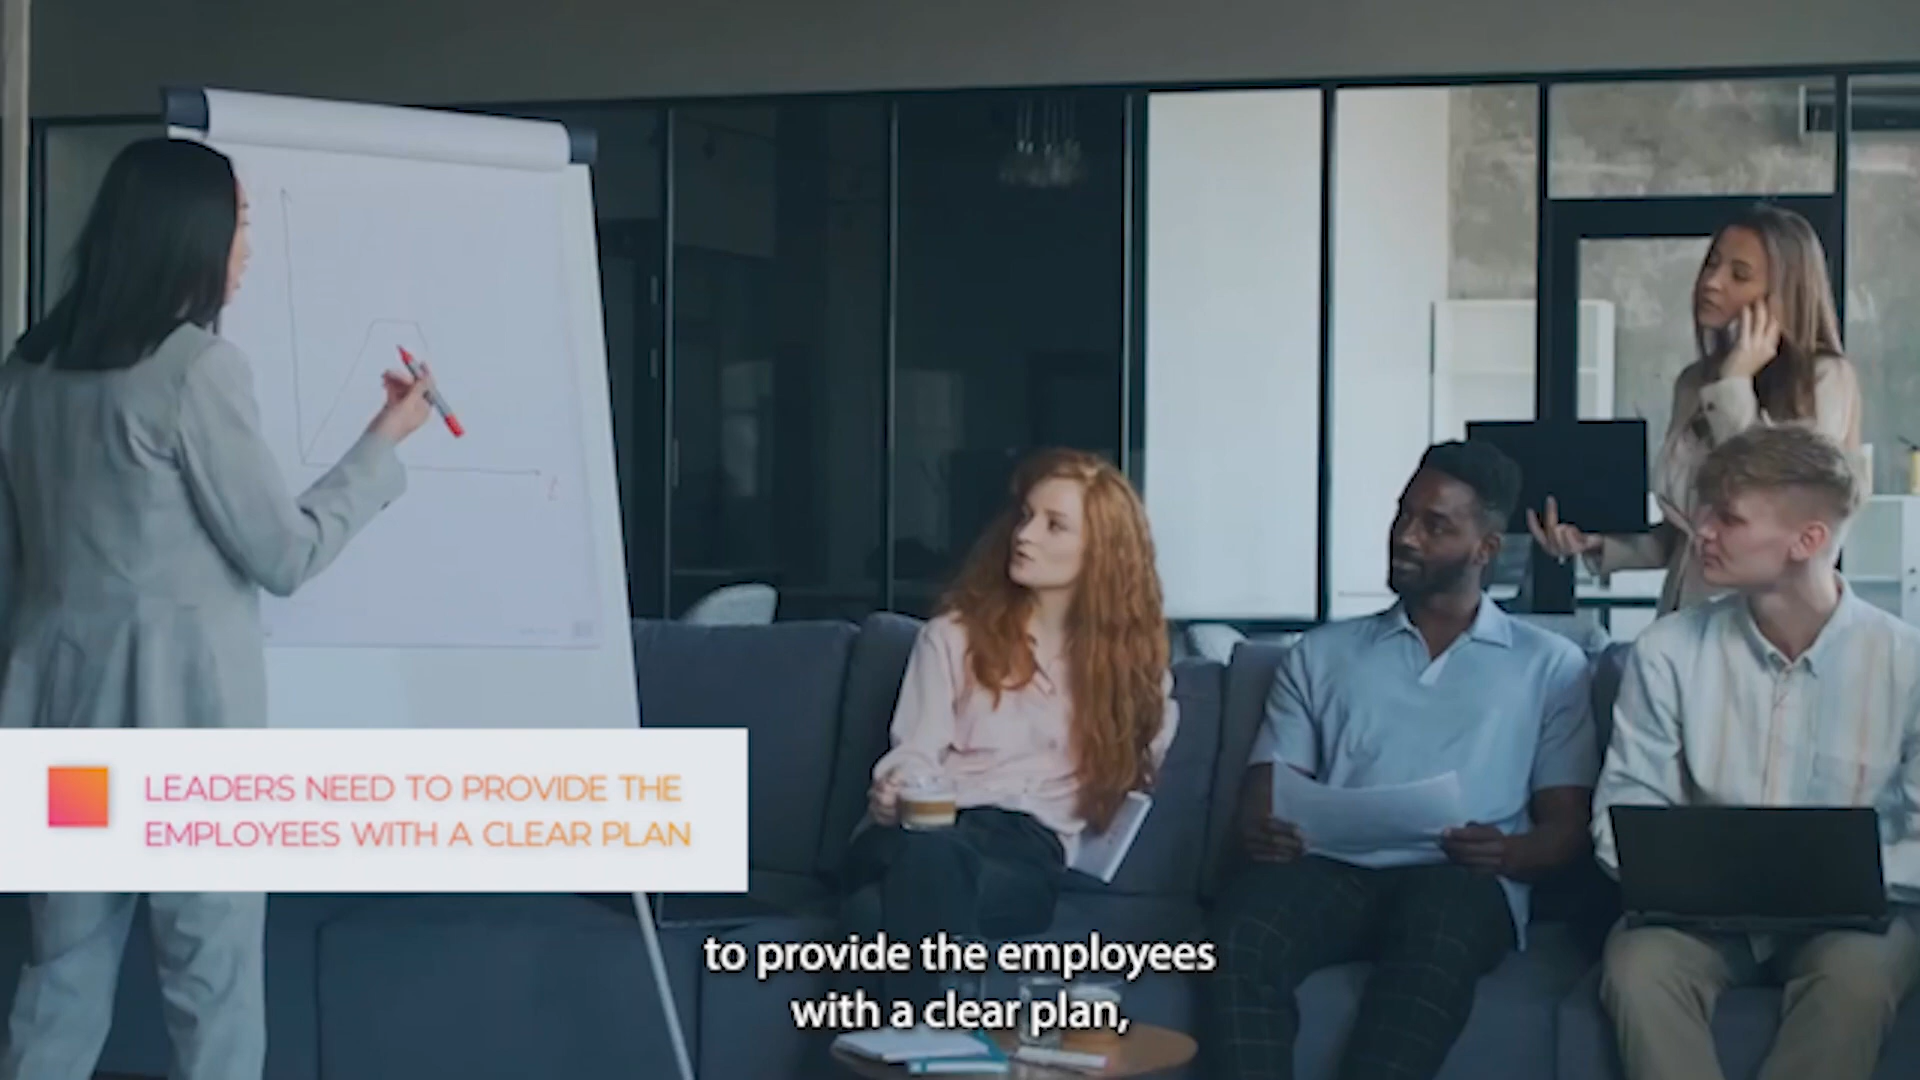 LEADERS NEED TO PROVIDE THE
EMPLOYEES WITH A CLEAR PLAN
to provide the employees
with a clear plan,